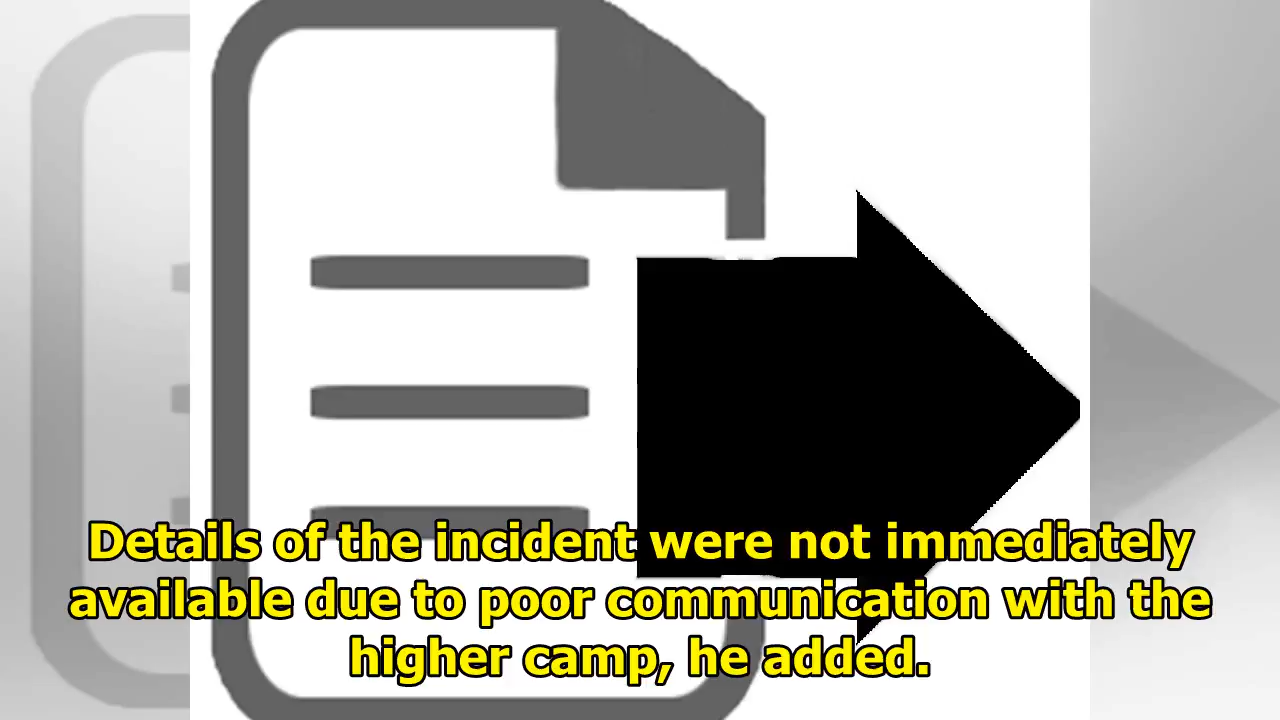 Details of the incident were not immediately
available due to poor communication with the
higher camp, he added.